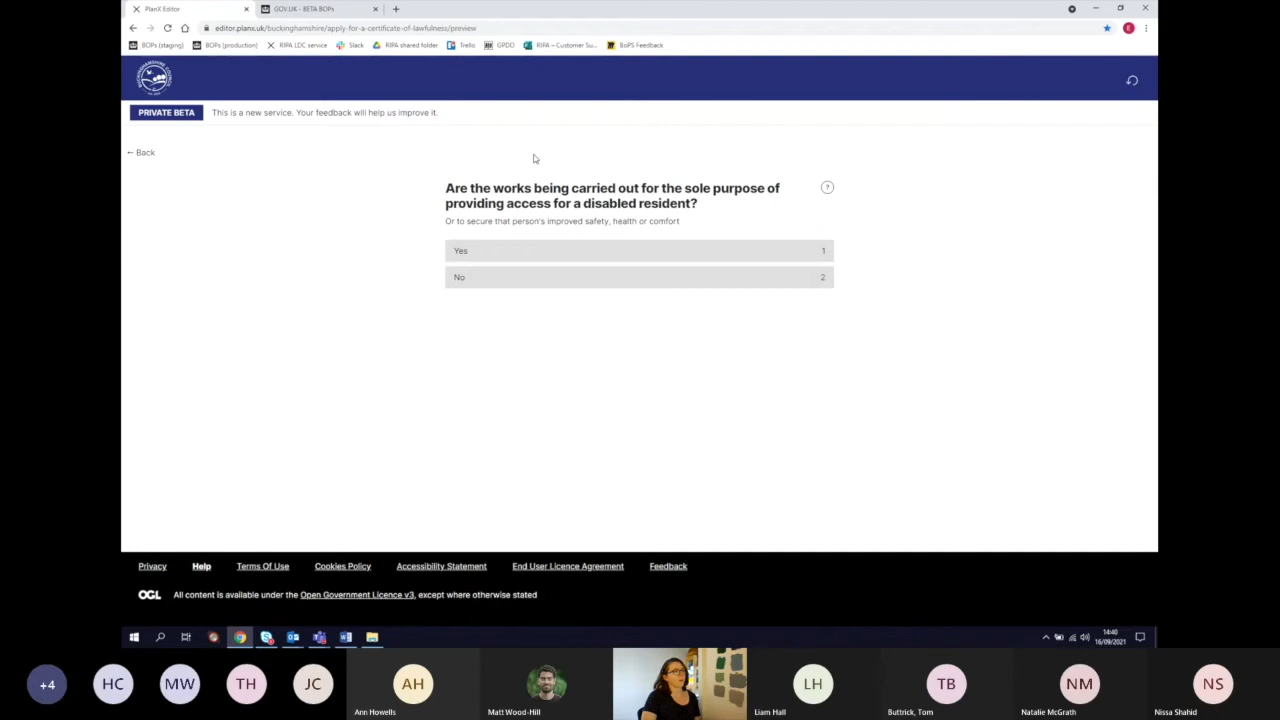 PlanX Editor
GOV.UK - BETA BOPs
editor.planx.uk/buckinghamshire/apply-for-a-certificate-of-lawfulness/preview
E
BOPs (staging) BOPs (production) RIPA LDC service Slack RIPA shared folder Trello GPDO RIPA – Customer Su... BoPS Feedback
PRIVATE BETA This is a new service. Your feedback will help us improve it.
← Back
Are the works being carried out for the sole purpose of
providing access for a disabled resident?
?
Or to secure that person's improved safety, health or comfort
Yes 1
No 2
Privacy Help Terms Of Use Cookies Policy Accessibility Statement End User Licence Agreement Feedback
OGL All content is available under the Open Government Licence v3, except where otherwise stated
14:40
16/09/2021
+4 HC MW TH JC AH LH TB NM NS
Ann Howells Matt Wood-Hill Liam Hall Buttrick, Tom Natalie McGrath Nissa Shahid